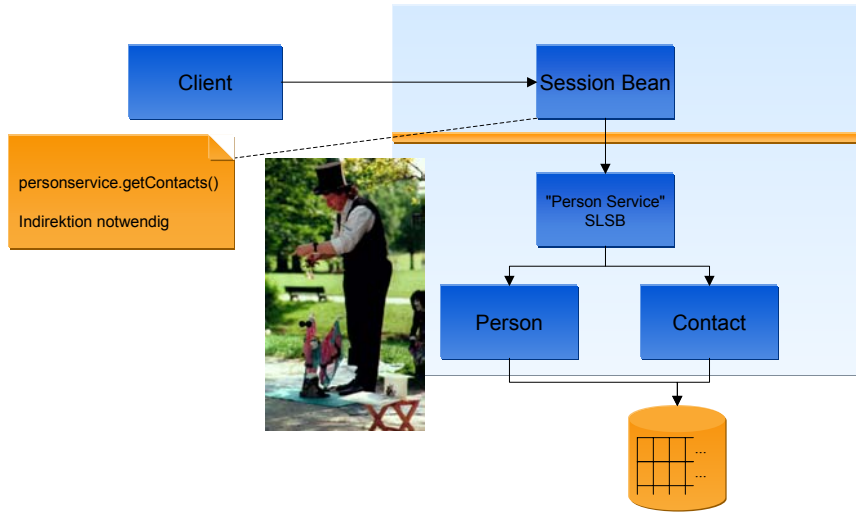 Client
Session Bean
personservice.getContacts()
Indirektion notwendig
"Person Service"
SLSB
Person
Contact
...
...